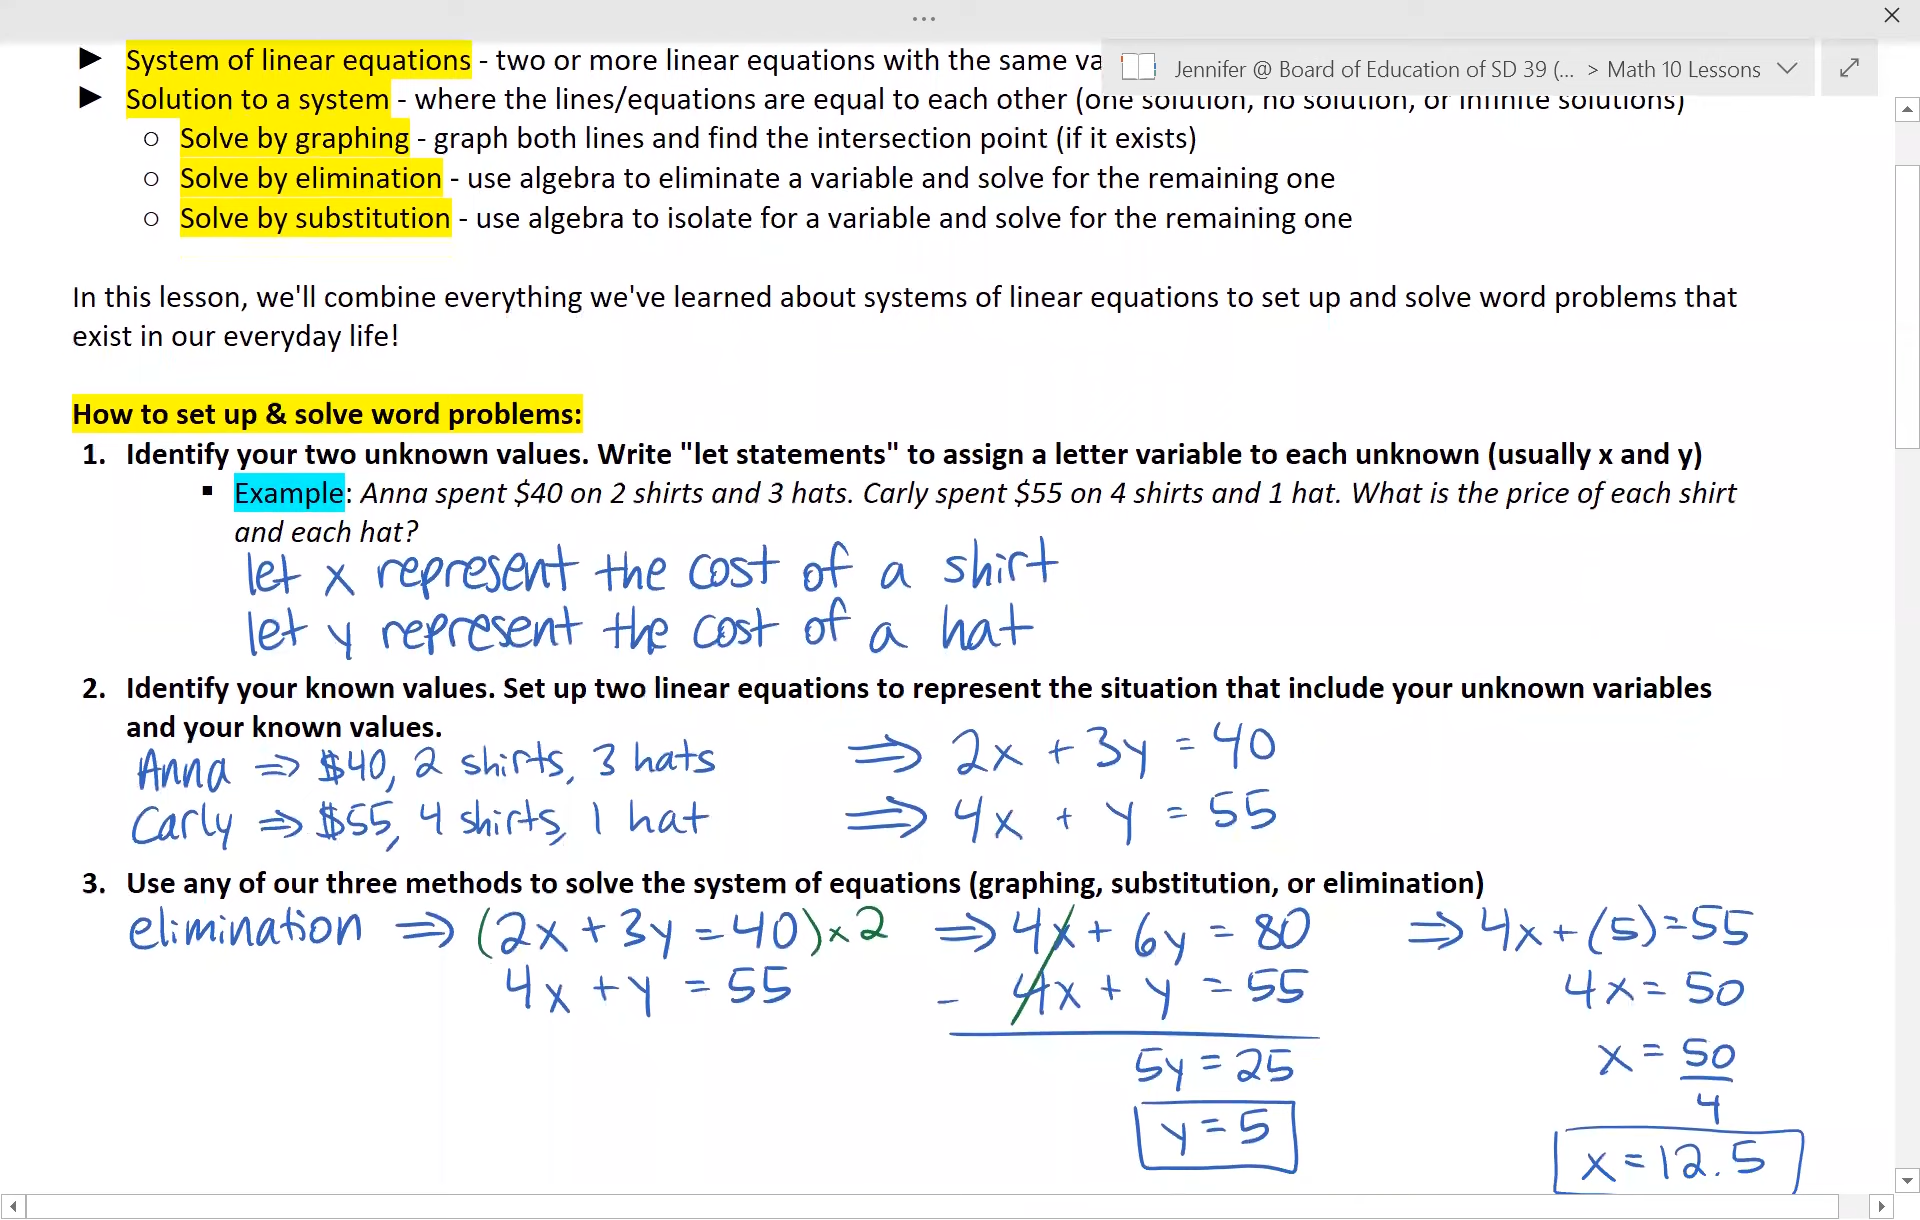 Jennifer @ Board of Education of SD 39 (... > Math 10 Lessons
► System of linear equations - two or more linear equations with the same va
► Solution to a system - where the lines/equations are equal to each other (one solution, no solution, or infinite solutions)
○ Solve by graphing - graph both lines and find the intersection point (if it exists)
○ Solve by elimination - use algebra to eliminate a variable and solve for the remaining one
○ Solve by substitution - use algebra to isolate for a variable and solve for the remaining one
In this lesson, we'll combine everything we've learned about systems of linear equations to set up and solve word problems that
exist in our everyday life!
How to set up & solve word problems:
1. Identify your two unknown values. Write "let statements" to assign a letter variable to each unknown (usually x and y)
▪ Example: Anna spent $40 on 2 shirts and 3 hats. Carly spent $55 on 4 shirts and 1 hat. What is the price of each shirt
and each hat?
let x represent the cost of a shirt
let y represent the cost of a hat
2. Identify your known values. Set up two linear equations to represent the situation that include your unknown variables
and your known values.
Anna ⇒ $40, 2 shirts, 3 hats ⇒ 2x + 3y = 40
Carly ⇒ $55, 4 shirts, 1 hat ⇒ 4x + y = 55
3. Use any of our three methods to solve the system of equations (graphing, substitution, or elimination)
elimination ⇒ (2x + 3y = 40) x 2 ⇒ 4x + 6y = 80 ⇒ 4x + (5) = 55
4x + y = 55 - 4x + y = 55 4x = 50
5y = 25 x = 50/4
y = 5 x = 12.5